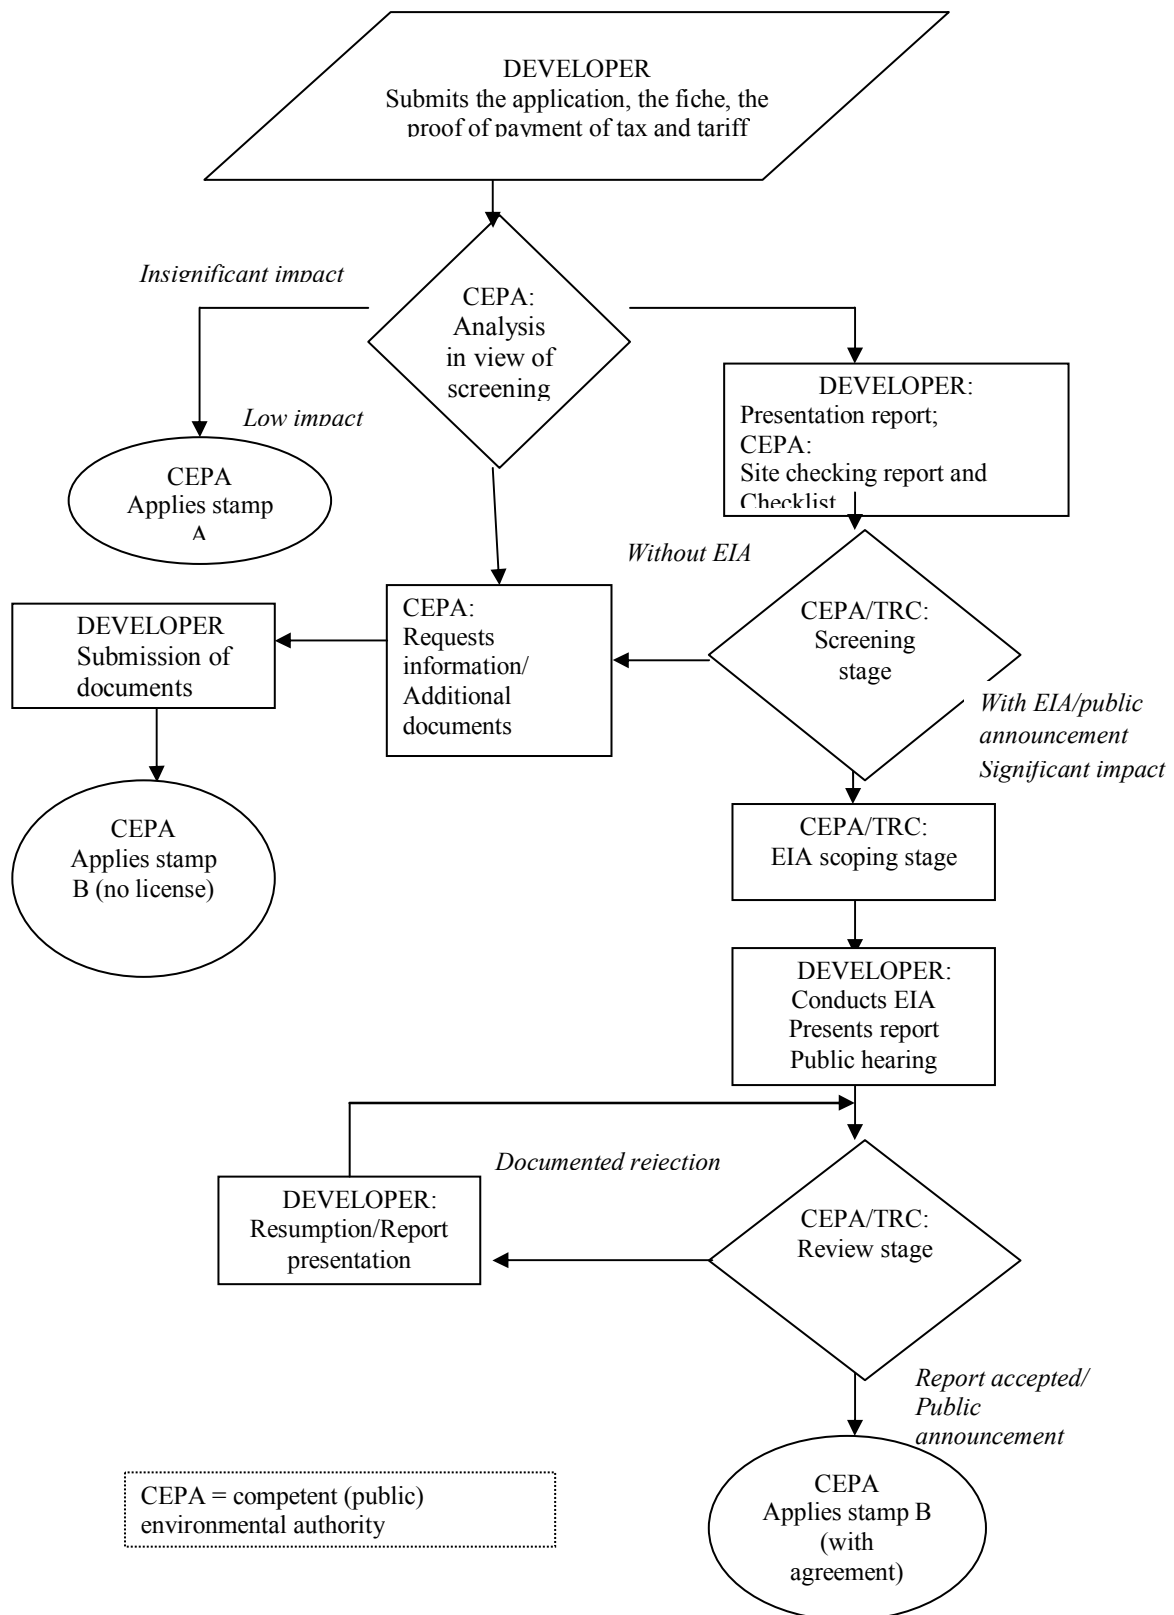 DEVELOPER
Submits the application, the fiche, the
proof of payment of tax and tariff
Insignificant impact
CEPA:
Analysis
in view of
screening
DEVELOPER:
Presentation report;
CEPA:
Site checking report and
Checklist
Low impact
CEPA
Applies stamp
A
Without EIA
CEPA/TRC:
Screening
stage
CEPA:
Requests
information/
Additional
documents
DEVELOPER
Submission of
documents
With EIA/public
announcement
Significant impact
CEPA
Applies stamp
B (no license)
CEPA/TRC:
EIA scoping stage
DEVELOPER:
Conducts EIA
Presents report
Public hearing
Documented rejection
DEVELOPER:
Resumption/Report
presentation
CEPA/TRC:
Review stage
Report accepted/
Public
announcement
CEPA
Applies stamp B
(with
agreement)
CEPA = competent (public)
environmental authority